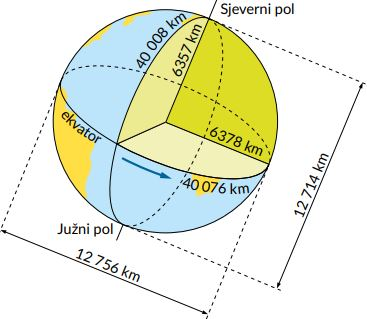 Sjeverni pol
40 008 km
6357 km
ekvator
6378 km
40 076 km
12 714 km
Južni pol
12 756 km